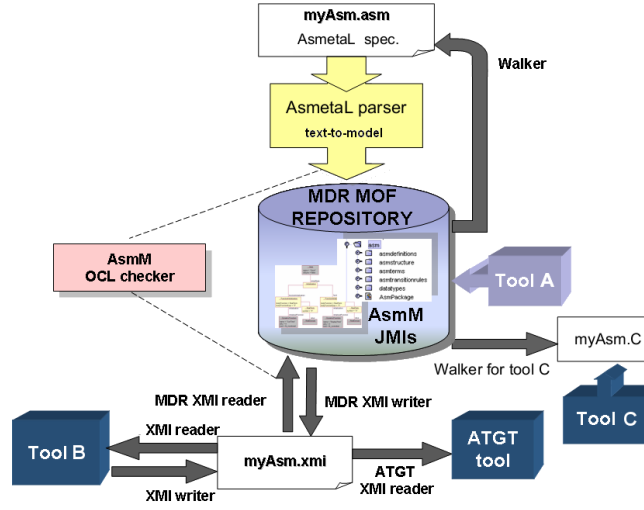 myAsm.asm
AsmetaL spec.
Walker
AsmetaL parser
text-to-model
MDR MOF
REPOSITORY
asm
asmdefinitions
asmstructure
asmterms
asmtransitionrules
datatypes
AsmPackage
AsmM
OCL checker
Tool A
AsmM
JMIs
myAsm.C
Walker for tool C
MDR XMI reader
MDR XMI writer
Tool C
XMI reader
Tool B
myAsm.xmi
ATGT
tool
XMI writer
ATGT
XMI reader